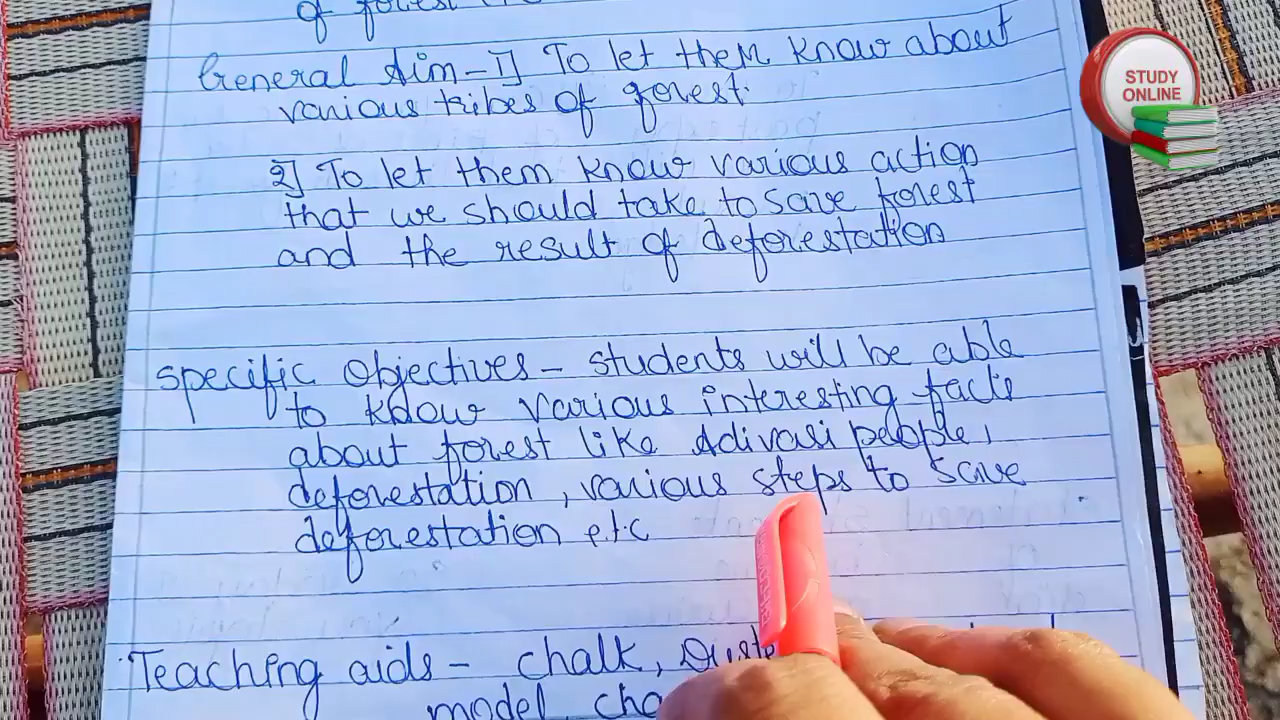 of forest
General Aim - 1] To let them know about
various tribes of forest.
2] To let them know various action
that we should take to save forest
and the result of deforestation
Specific Objectives - Students will be able
to know various interesting facts
about forest like Adivasi people,
deforestation, various steps to save
deforestation etc
Teaching aids - chalk,
model,
STUDY
ONLINE